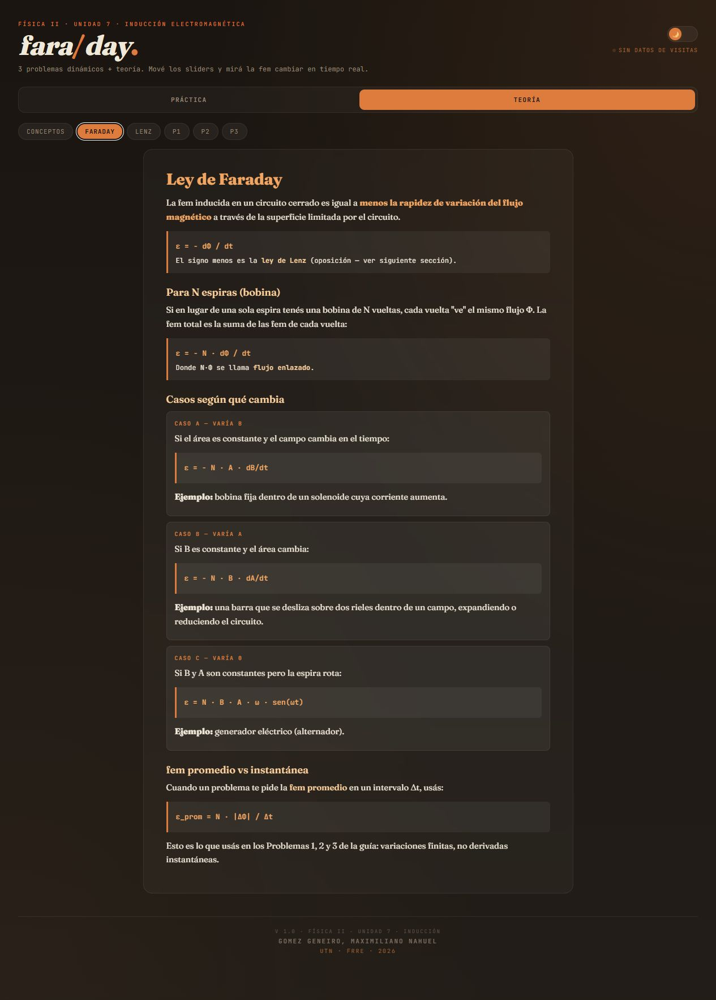 FÍSICA II · UNIDAD 7 · INDUCCIÓN ELECTROMAGNÉTICA
fara/day.
SIN DATOS DE VISITAS
3 problemas dinámicos + teoría. Mové los sliders y mirá la fem cambiar en tiempo real.
PRÁCTICA
TEORÍA
CONCEPTOS
FARADAY
LENZ
P1
P2
P3
Ley de Faraday
La fem inducida en un circuito cerrado es igual a menos la rapidez de variación del flujo
magnético a través de la superficie limitada por el circuito.
ε = - dΦ / dt
El signo menos es la ley de Lenz (oposición — ver siguiente sección).
Para N espiras (bobina)
Si en lugar de una sola espira tenés una bobina de N vueltas, cada vuelta "ve" el mismo flujo Φ. La
fem total es la suma de las fem de cada vuelta:
ε = - N · dΦ / dt
Donde N·Φ se llama flujo enlazado.
Casos según qué cambia
CASO A — VARÍA B
Si el área es constante y el campo cambia en el tiempo:
ε = - N · A · dB/dt
Ejemplo: bobina fija dentro de un solenoide cuya corriente aumenta.
CASO B — VARÍA A
Si B es constante y el área cambia:
ε = - N · B · dA/dt
Ejemplo: una barra que se desliza sobre dos rieles dentro de un campo, expandiendo o
reduciendo el circuito.
CASO C — VARÍA θ
Si B y A son constantes pero la espira rota:
ε = N · B · A · ω · sen(ωt)
Ejemplo: generador eléctrico (alternador).
fem promedio vs instantánea
Cuando un problema te pide la fem promedio en un intervalo Δt, usás:
ε_prom = N · |ΔΦ| / Δt
Esto es lo que usás en los Problemas 1, 2 y 3 de la guía: variaciones finitas, no derivadas
instantáneas.
V 1.0 · FÍSICA II · UNIDAD 7 · INDUCCIÓN
GOMEZ GENEIRO, MAXIMILIANO NAHUEL
UTN · FRRE · 2026